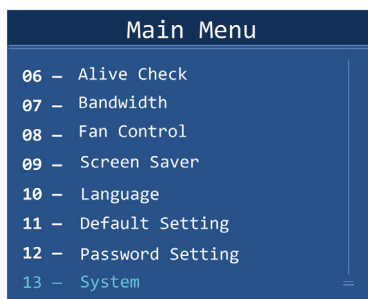 Main Menu
06 – Alive Check
07 – Bandwidth
08 – Fan Control
09 – Screen Saver
10 – Language
11 – Default Setting
12 – Password Setting
13 – System